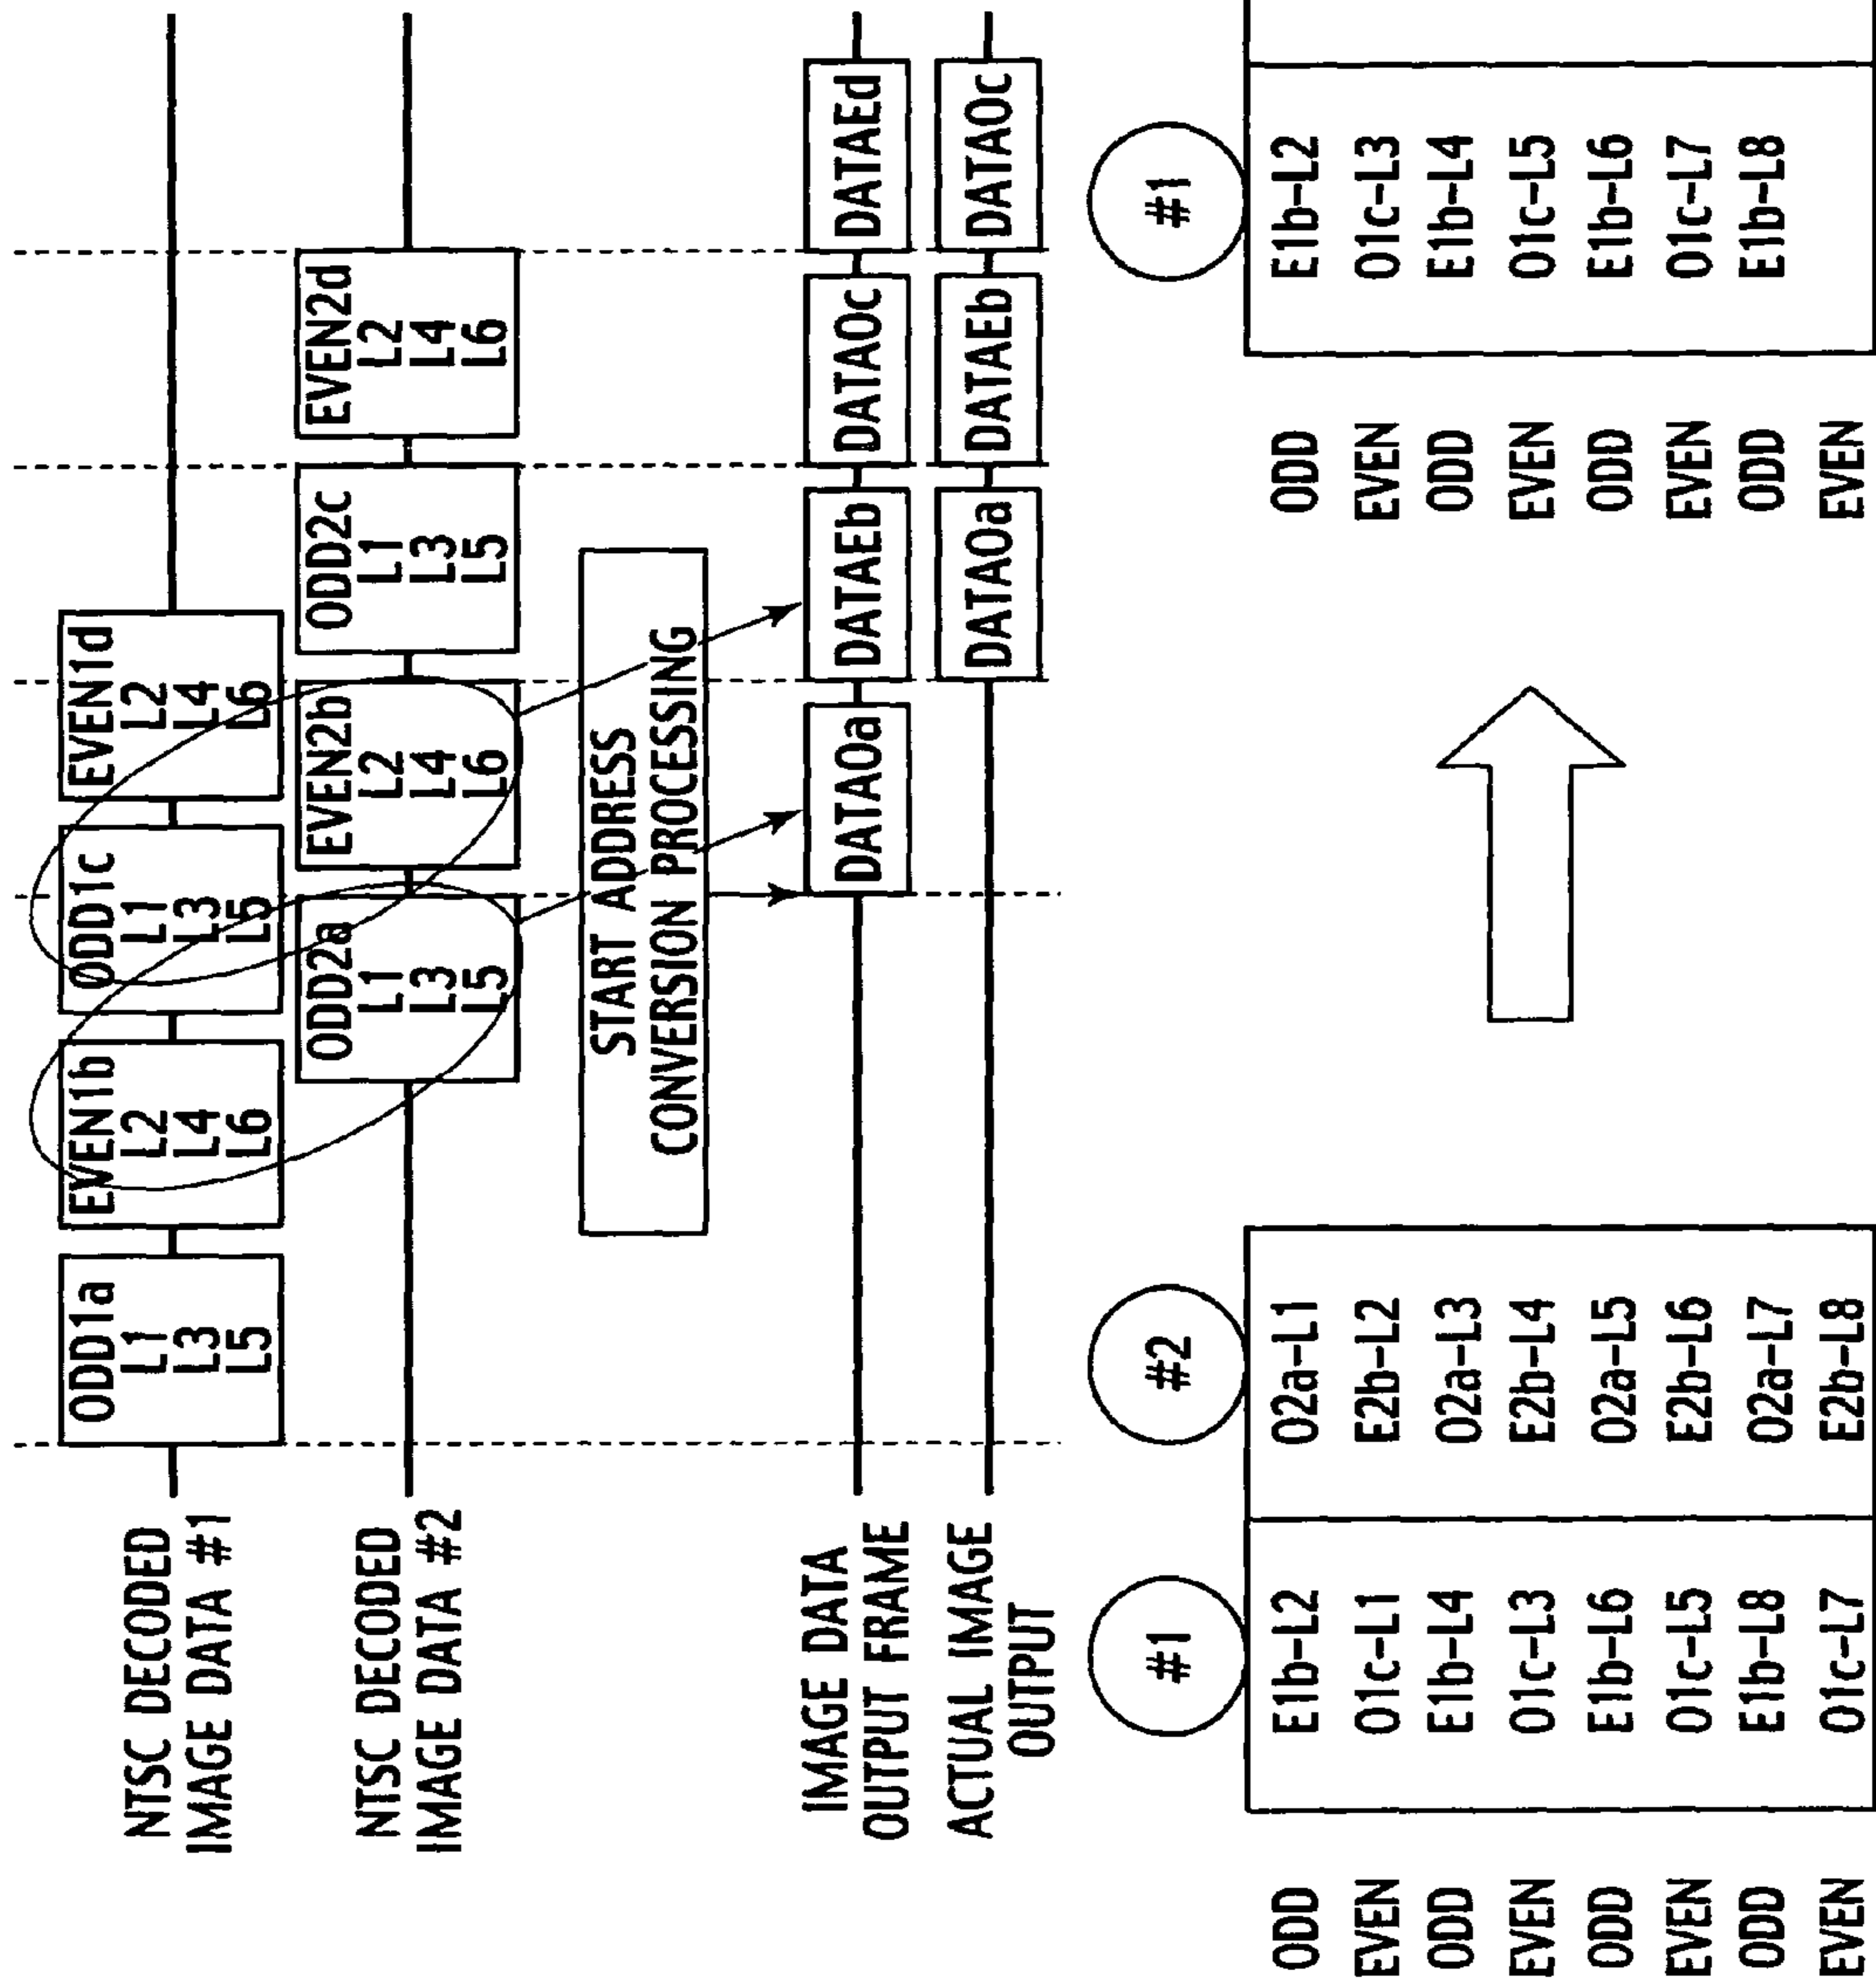 NTSC DECODED
IMAGE DATA #1
ODD1a
L1
L3
L5
EVEN1b
L2
L4
L6
ODD1c
L1
L3
L5
EVEN1d
L2
L4
L6
NTSC DECODED
IMAGE DATA #2
ODD2a
L1
L3
L5
EVEN2b
L2
L4
L6
ODD2c
L1
L3
L5
EVEN2d
L2
L4
L6
START ADDRESS
CONVERSION PROCESSING
IMAGE DATA
OUTPUT FRAME
DATAOa
DATAEb
DATAOc
DATAEd
ACTUAL IMAGE
OUTPUT
DATAOa
DATAEb
DATAOc
#1
#2
ODD E1b-L2 O2a-L1
EVEN O1c-L1 E2b-L2
ODD E1b-L4 O2a-L3
EVEN O1c-L3 E2b-L4
ODD E1b-L6 O2a-L5
EVEN O1c-L5 E2b-L6
ODD E1b-L8 O2a-L7
EVEN O1c-L7 E2b-L8
#1
ODD E1b-L2
EVEN O1c-L3
ODD E1b-L4
EVEN O1c-L5
ODD E1b-L6
EVEN O1c-L7
ODD E1b-L8
EVEN